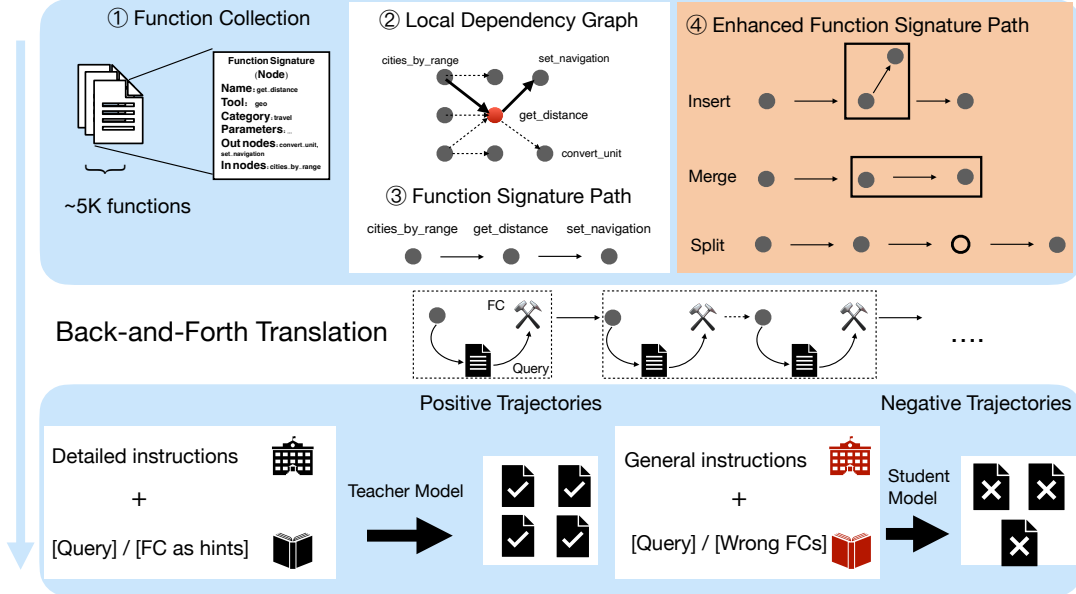 ① Function Collection
Function Signature
(Node)
Name: get_distance
Tool: geo
Category: travel
Parameters: _
Out nodes: convert_unit,
set_navigation
In nodes: cities_by_range
~5K functions
② Local Dependency Graph
cities_by_range
set_navigation
get_distance
convert_unit
③ Function Signature Path
cities_by_range get_distance set_navigation
④ Enhanced Function Signature Path
Insert
Merge
Split
Back-and-Forth Translation
FC
Query
....
Positive Trajectories
Negative Trajectories
Detailed instructions
+
[Query] / [FC as hints]
Teacher Model
General instructions
+
[Query] / [Wrong FCs]
Student
Model